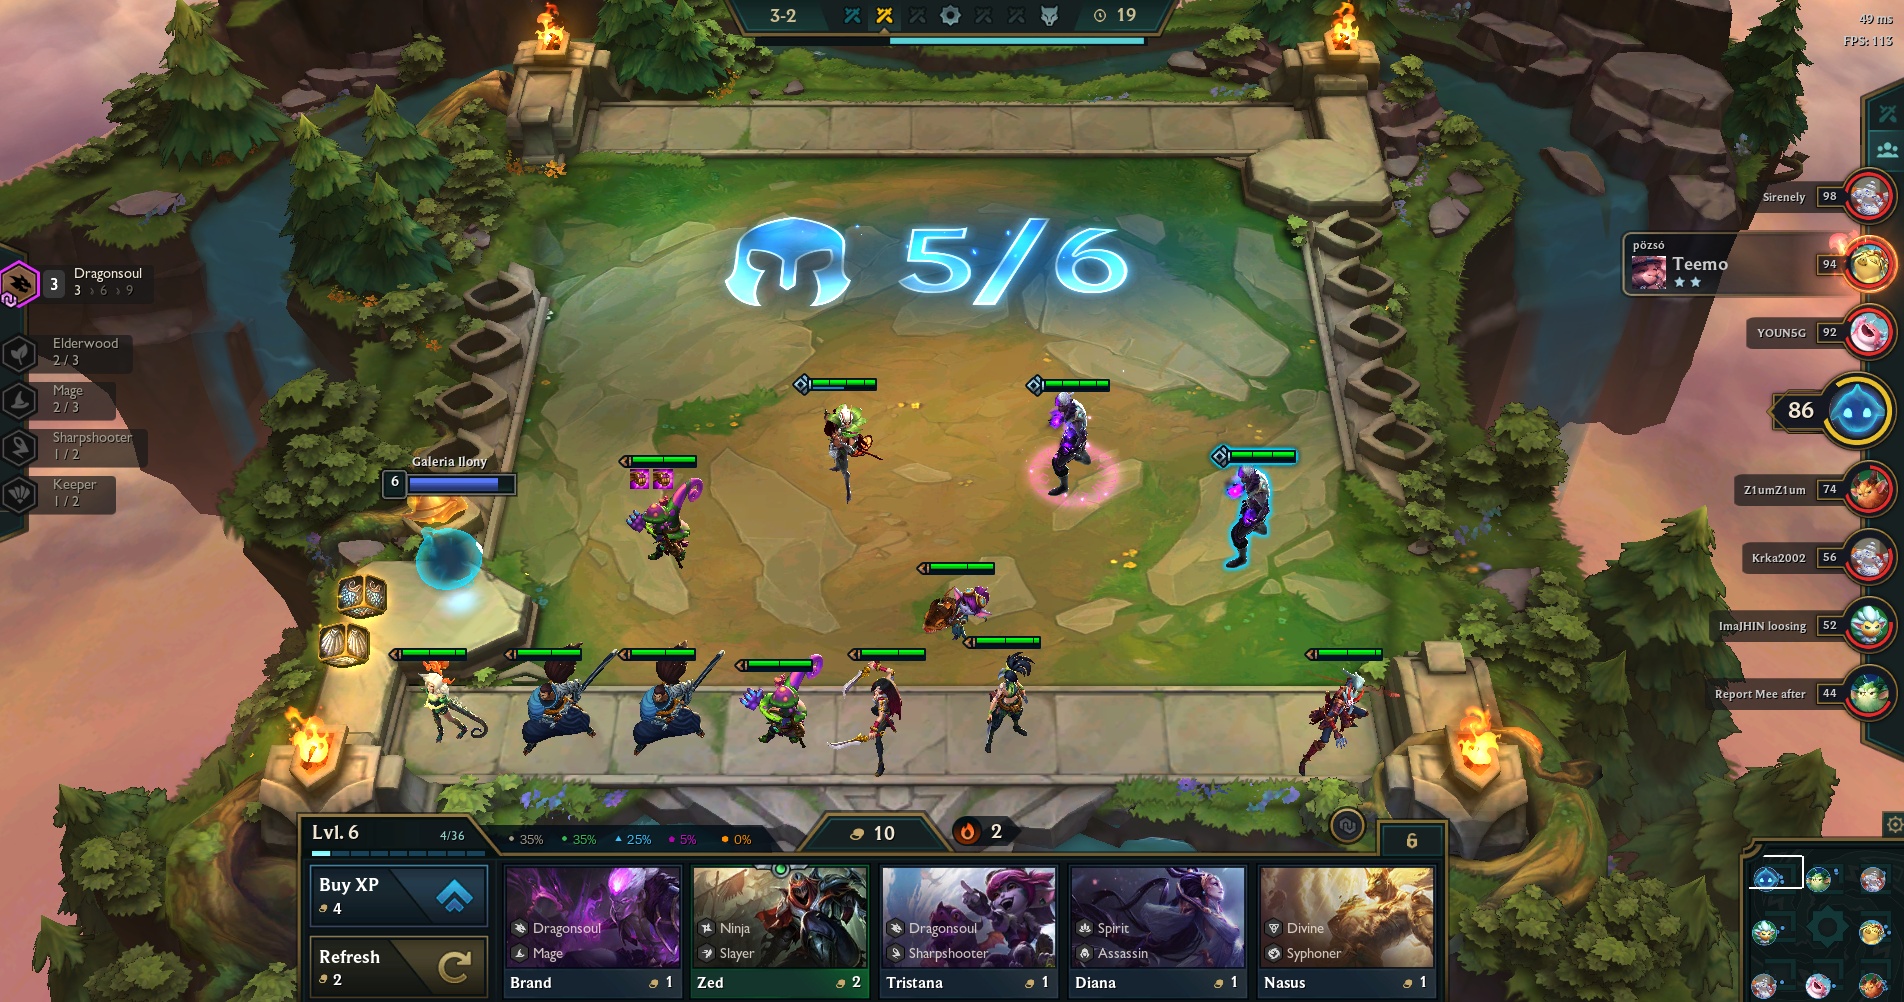 3-2
19
49 ms
FPS: 113
5/6
3
Dragonsoul
3 › 6 › 9
Elderwood
2 / 3
Mage
2 / 3
Sharpshooter
1 / 2
Keeper
1 / 2
Galeria Ilony
6
Sirenely 98
pözsó
Teemo
94
YOUN5G 92
86
Z1umZ1um 74
Krka2002 56
ImaJHIN loosing 52
Report Mee after 44
Lvl. 6
4/36
35%
35%
25%
5%
0%
10
2
6
Buy XP
4
Refresh
2
Dragonsoul
Mage
Brand 1
Ninja
Slayer
Zed 2
Dragonsoul
Sharpshooter
Tristana 1
Spirit
Assassin
Diana 1
Divine
Syphoner
Nasus 1